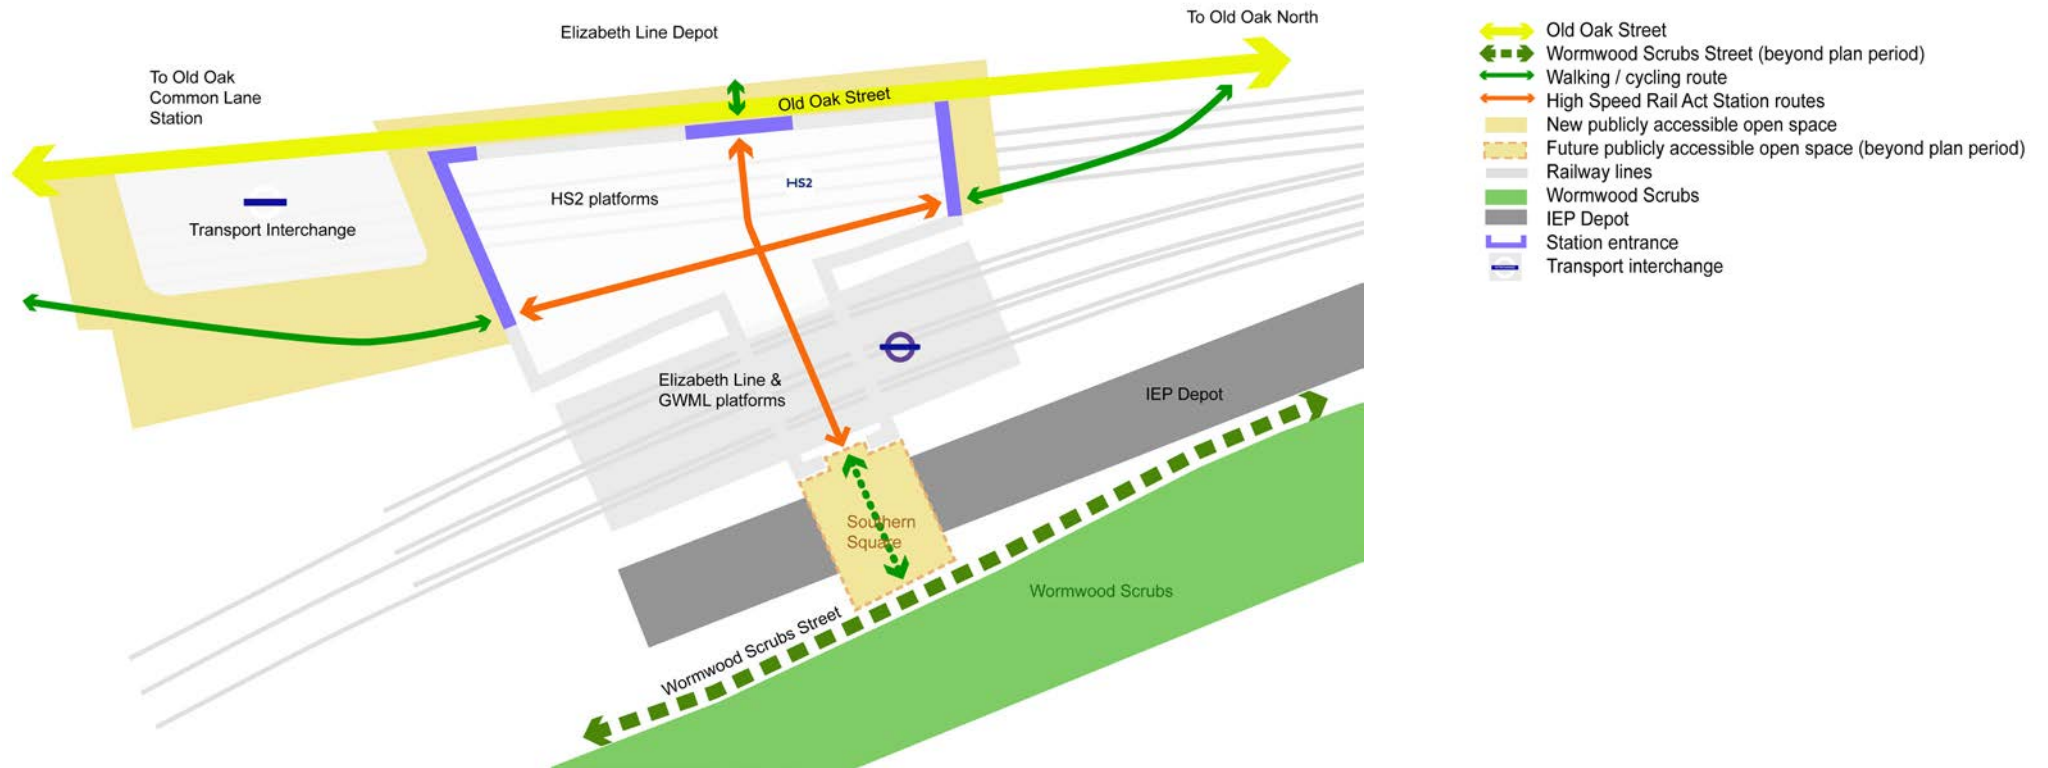 To Old Oak North
Elizabeth Line Depot
To Old Oak
Common Lane
Station
Old Oak Street
HS2
HS2 platforms
Transport Interchange
Elizabeth Line &
GWML platforms
IEP Depot
Southern
Square
Wormwood Scrubs
Wormwood Scrubs Street
Old Oak Street
Wormwood Scrubs Street (beyond plan period)
Walking / cycling route
High Speed Rail Act Station routes
New publicly accessible open space
Future publicly accessible open space (beyond plan period)
Railway lines
Wormwood Scrubs
IEP Depot
Station entrance
Transport interchange